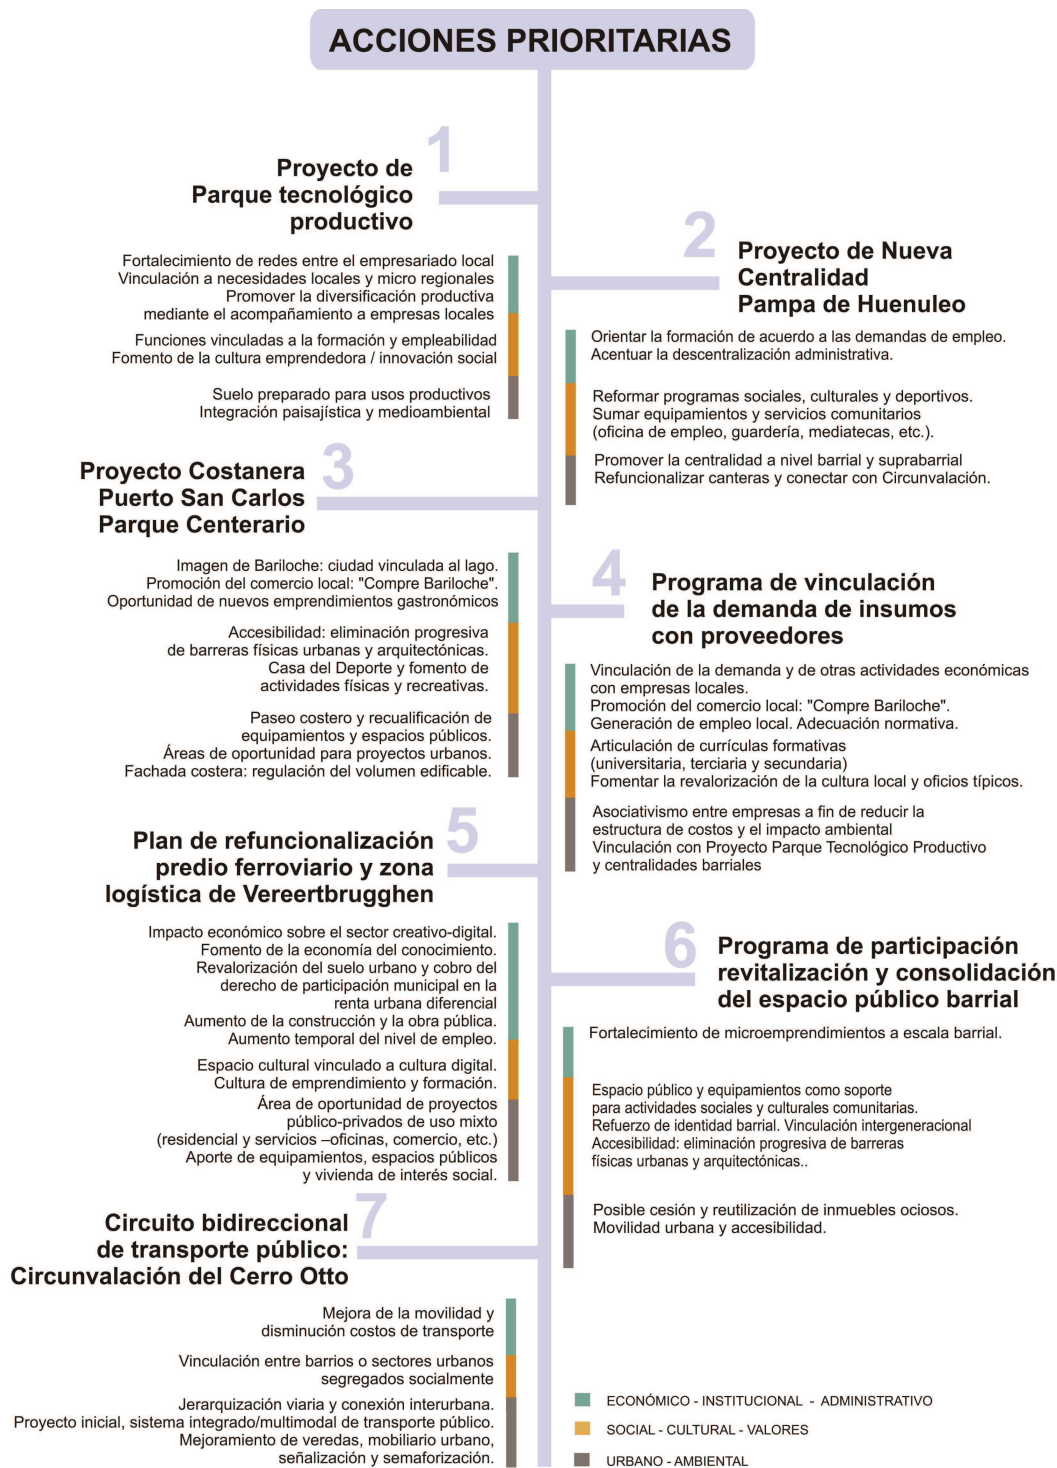 ACCIONES PRIORITARIAS
1
Proyecto de
Parque tecnológico
productivo
Fortalecimiento de redes entre el empresariado local
Vinculación a necesidades locales y micro regionales
Promover la diversificación productiva
mediante el acompañamiento a empresas locales
Funciones vinculadas a la formación y empleabilidad
Fomento de la cultura emprendedora / innovación social
Suelo preparado para usos productivos
Integración paisajística y medioambiental
2
Proyecto de Nueva
Centralidad
Pampa de Huenuleo
Orientar la formación de acuerdo a las demandas de empleo.
Acentuar la descentralización administrativa.
Reformar programas sociales, culturales y deportivos.
Sumar equipamientos y servicios comunitarios
(oficina de empleo, guardería, mediatecas, etc.).
Promover la centralidad a nivel barrial y suprabarrial
Refuncionalizar canteras y conectar con Circunvalación.
3
Proyecto Costanera
Puerto San Carlos
Parque Centerario
Imagen de Bariloche: ciudad vinculada al lago.
Promoción del comercio local: "Compre Bariloche".
Oportunidad de nuevos emprendimientos gastronómicos
Accesibilidad: eliminación progresiva
de barreras físicas urbanas y arquitectónicas.
Casa del Deporte y fomento de
actividades físicas y recreativas.
Paseo costero y recualificación de
equipamientos y espacios públicos.
Áreas de oportunidad para proyectos urbanos.
Fachada costera: regulación del volumen edificable.
4
Programa de vinculación
de la demanda de insumos
con proveedores
Vinculación de la demanda y de otras actividades económicas
con empresas locales.
Promoción del comercio local: "Compre Bariloche".
Generación de empleo local. Adecuación normativa.
Articulación de currículas formativas
(universitaria, terciaria y secundaria)
Fomentar la revalorización de la cultura local y oficios típicos.
Asociativismo entre empresas a fin de reducir la
estructura de costos y el impacto ambiental
Vinculación con Proyecto Parque Tecnológico Productivo
y centralidades barriales
5
Plan de refuncionalización
predio ferroviario y zona
logística de Vereertbrugghen
Impacto económico sobre el sector creativo-digital.
Fomento de la economía del conocimiento.
Revalorización del suelo urbano y cobro del
derecho de participación municipal en la
renta urbana diferencial
Aumento de la construcción y la obra pública.
Aumento temporal del nivel de empleo.
Espacio cultural vinculado a cultura digital.
Cultura de emprendimiento y formación.
Área de oportunidad de proyectos
público-privados de uso mixto
(residencial y servicios –oficinas, comercio, etc.)
Aporte de equipamientos, espacios públicos
y vivienda de interés social.
6
Programa de participación
revitalización y consolidación
del espacio público barrial
Fortalecimiento de microemprendimientos a escala barrial.
Espacio público y equipamientos como soporte
para actividades sociales y culturales comunitarias.
Refuerzo de identidad barrial. Vinculación intergeneracional
Accesibilidad: eliminación progresiva de barreras
físicas urbanas y arquitectónicas..
Posible cesión y reutilización de inmuebles ociosos.
Movilidad urbana y accesibilidad.
7
Circuito bidireccional
de transporte público:
Circunvalación del Cerro Otto
Mejora de la movilidad y
disminución costos de transporte
Vinculación entre barrios o sectores urbanos
segregados socialmente
Jerarquización viaria y conexión interurbana.
Proyecto inicial, sistema integrado/multimodal de transporte público.
Mejoramiento de veredas, mobiliario urbano,
señalización y semaforización.
ECONÓMICO - INSTITUCIONAL - ADMINISTRATIVO
SOCIAL - CULTURAL - VALORES
URBANO - AMBIENTAL